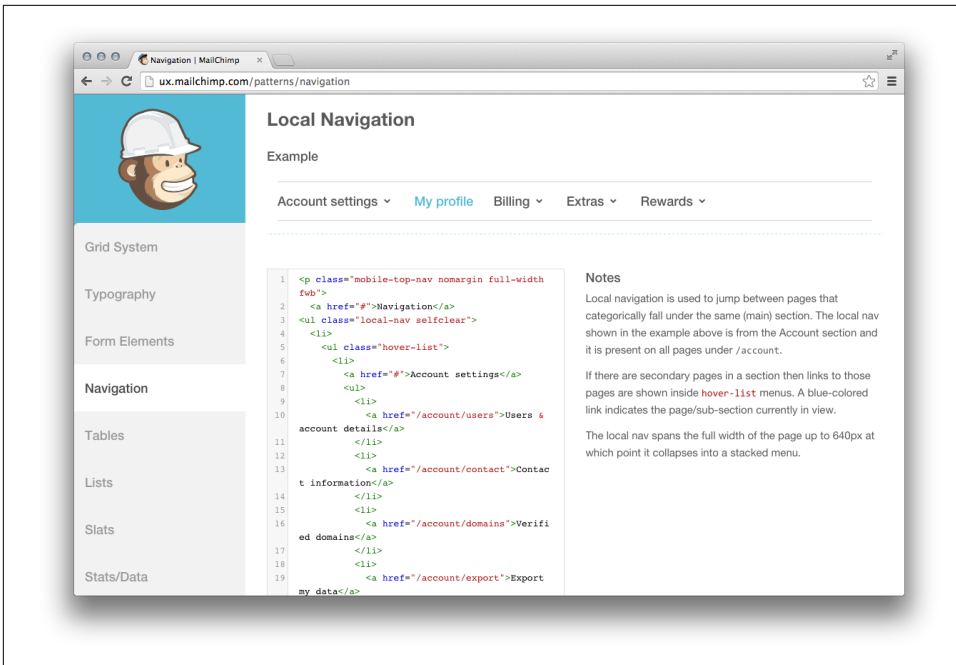 Navigation | MailChimp
ux.mailchimp.com/patterns/navigation
Local Navigation
Example
Account settings My profile Billing Extras Rewards
Grid System
Typography
Form Elements
Navigation
Tables
Lists
Slats
Stats/Data
1 <p class="mobile-top-nav nomargin full-width
fwb">
2 <a href="#">Navigation</a>
3 <ul class="local-nav selfclear">
4 <li>
5 <ul class="hover-list">
6 <li>
7 <a href="#">Account settings</a>
8 <ul>
9 <li>
10 <a href="/account/users">Users &
account details</a>
11 </li>
12 <li>
13 <a href="/account/contact">Contac
t information</a>
14 </li>
15 <li>
16 <a href="/account/domains">Verifi
ed domains</a>
17 </li>
18 <li>
19 <a href="/account/export">Export
my data</a>
Notes
Local navigation is used to jump between pages that
categorically fall under the same (main) section. The local nav
shown in the example above is from the Account section and
it is present on all pages under /account.
If there are secondary pages in a section then links to those
pages are shown inside hover-list menus. A blue-colored
link indicates the page/sub-section currently in view.
The local nav spans the full width of the page up to 640px at
which point it collapses into a stacked menu.